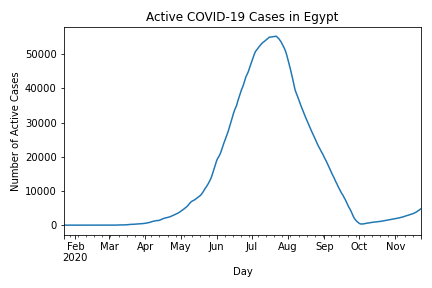 Active COVID-19 Cases in Egypt
Number of Active Cases
50000
40000
30000
20000
10000
0
Feb Mar Apr May Jun Jul Aug Sep Oct Nov
2020
Day